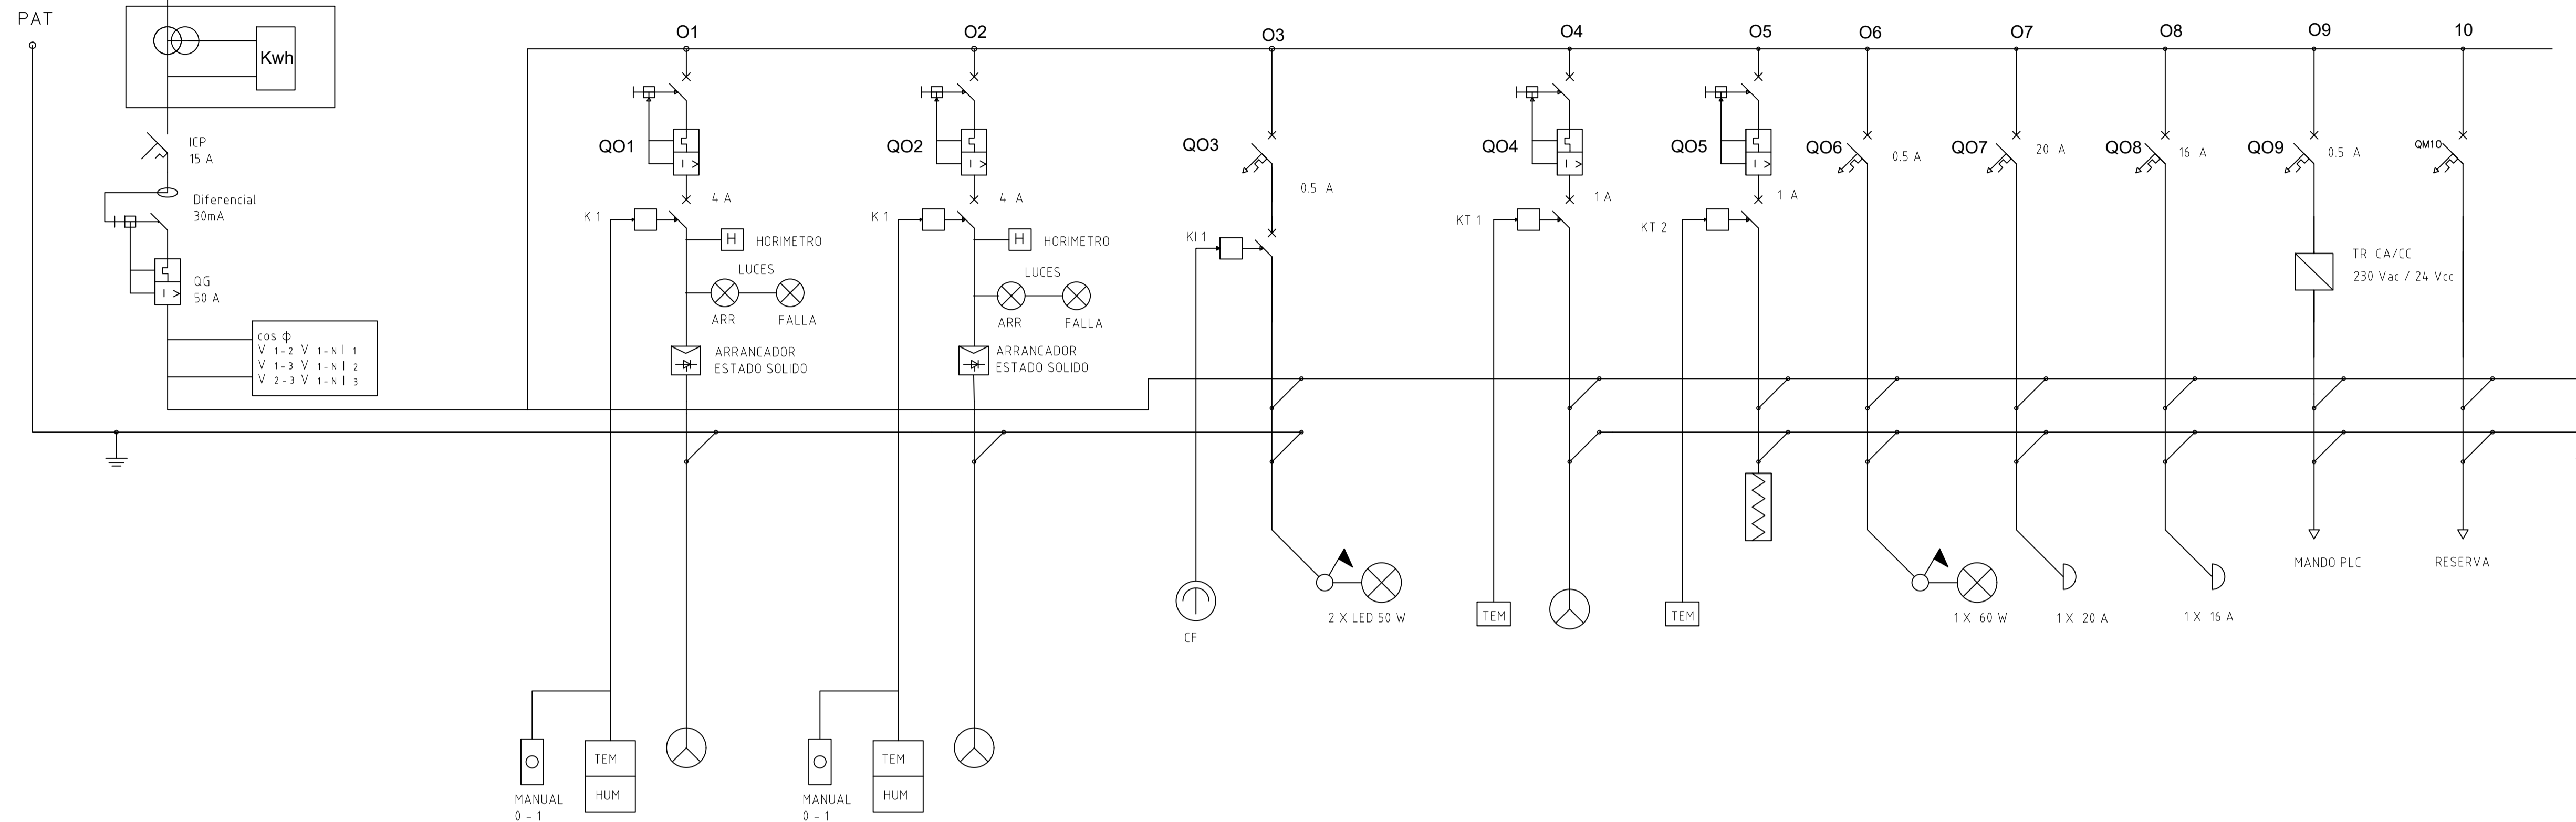 PAT
Kwh
ICP
15 A
Diferencial
30mA
QG
50 A
cos ϕ
V 1-2 V 1-N I 1
V 1-3 V 1-N I 2
V 2-3 V 1-N I 3
O1
QO1
I >
4 A
K 1
H HORIMETRO
LUCES
ARR FALLA
ARRANCADOR
ESTADO SOLIDO
MANUAL
0 - 1
TEM
HUM
O2
QO2
I >
4 A
K 1
H HORIMETRO
LUCES
ARR FALLA
ARRANCADOR
ESTADO SOLIDO
MANUAL
0 - 1
TEM
HUM
O3
QO3
0.5 A
KI 1
CF
2 X LED 50 W
O4
QO4
I >
1 A
KT 1
TEM
O5
QO5
I >
1 A
KT 2
TEM
O6
QO6
0.5 A
1 X 60 W
O7
QO7
20 A
1 X 20 A
O8
QO8
16 A
1 X 16 A
O9
QO9
0.5 A
TR CA/CC
230 Vac / 24 Vcc
MANDO PLC
10
QM10
RESERVA
I >